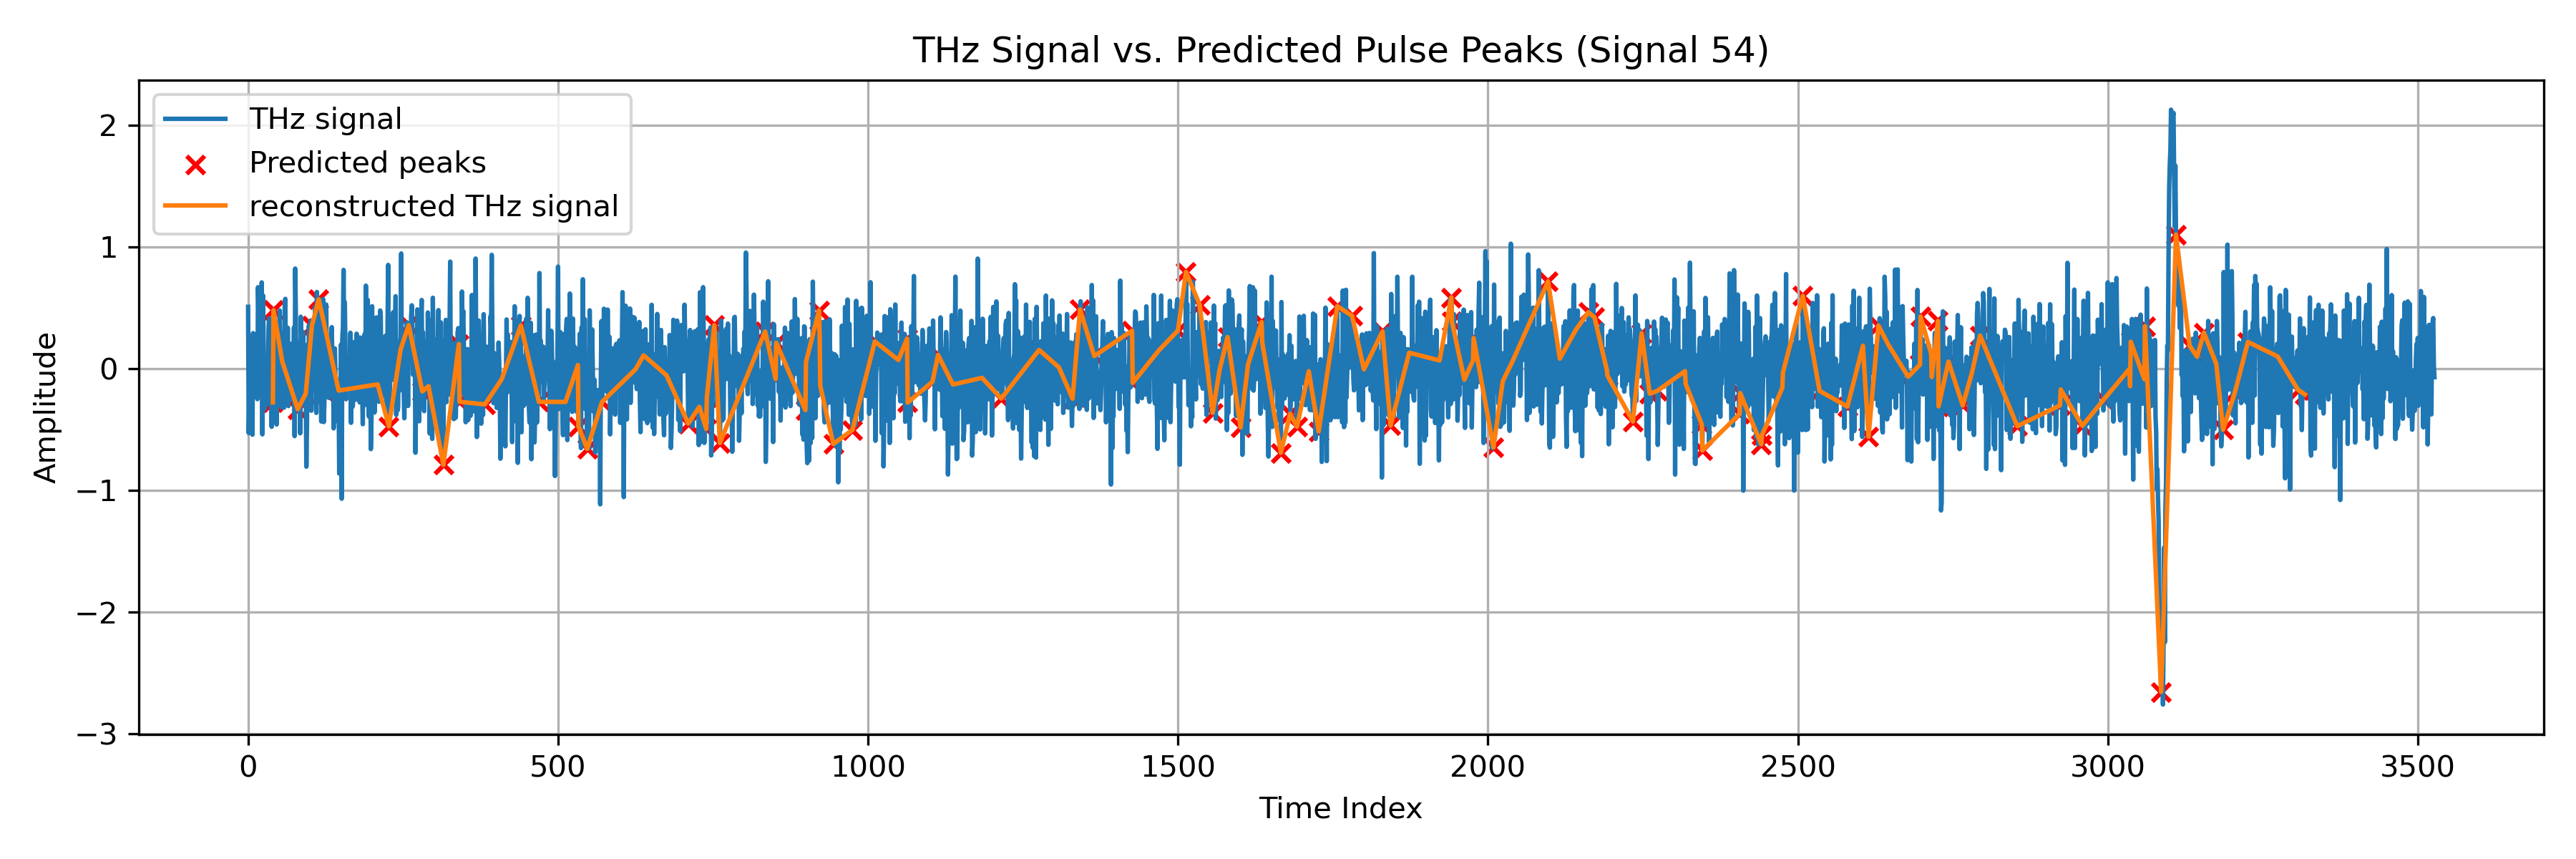 THz Signal vs. Predicted Pulse Peaks (Signal 54)
THz signal
Predicted peaks
reconstructed THz signal
Amplitude
2
1
0
−1
−2
−3
0 500 1000 1500 2000 2500 3000 3500
Time Index